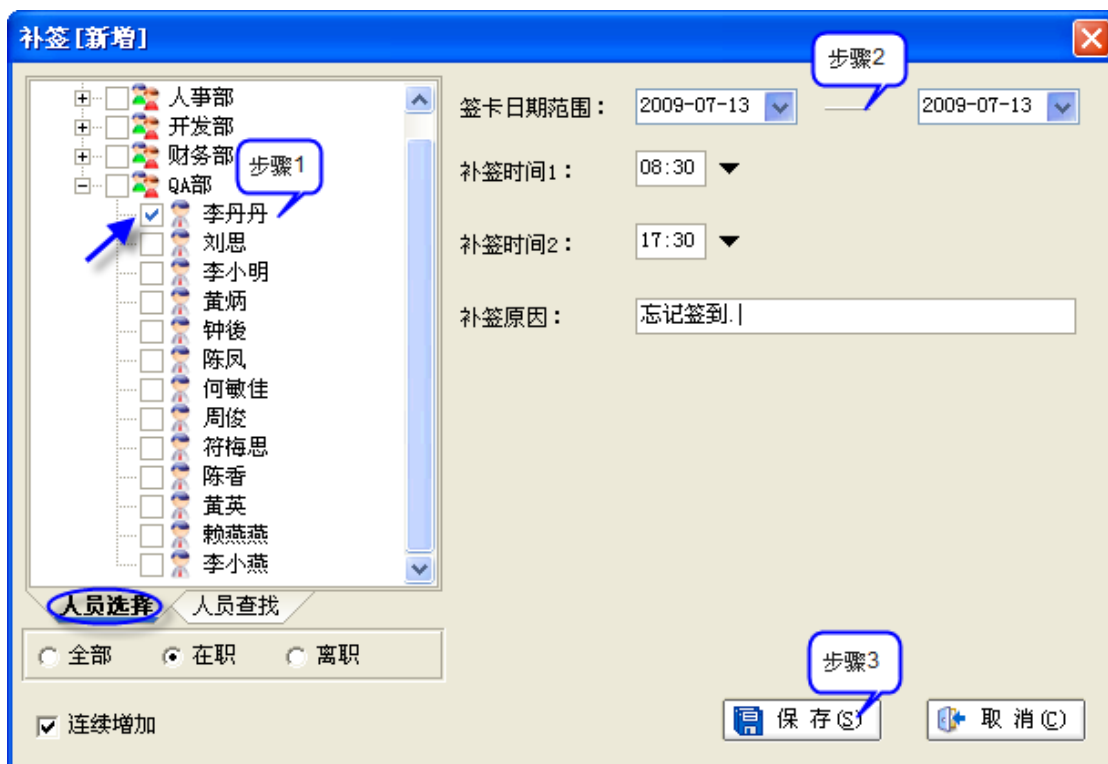 补签[新增]
步骤2
人事部
开发部
财务部
步骤1
QA部
李丹丹
刘思
李小明
黄炳
钟後
陈凤
何敏佳
周俊
符梅思
陈香
黄英
赖燕燕
李小燕
人员选择 人员查找
全部 在职 离职
连续增加
签卡日期范围： 2009-07-13 2009-07-13
补签时间1： 08:30
补签时间2： 17:30
补签原因： 忘记签到.
步骤3
保 存(S) 取 消(C)